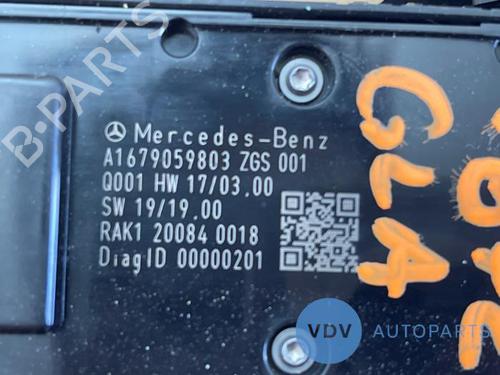 Mercedes-Benz
A1679059803 ZGS 001
Q001 HW 17/03.00
SW 19/19.00
RAK1 20084 0018
DiagID 00000201
GLA
B-PARTS
VDV AUTOPARTS